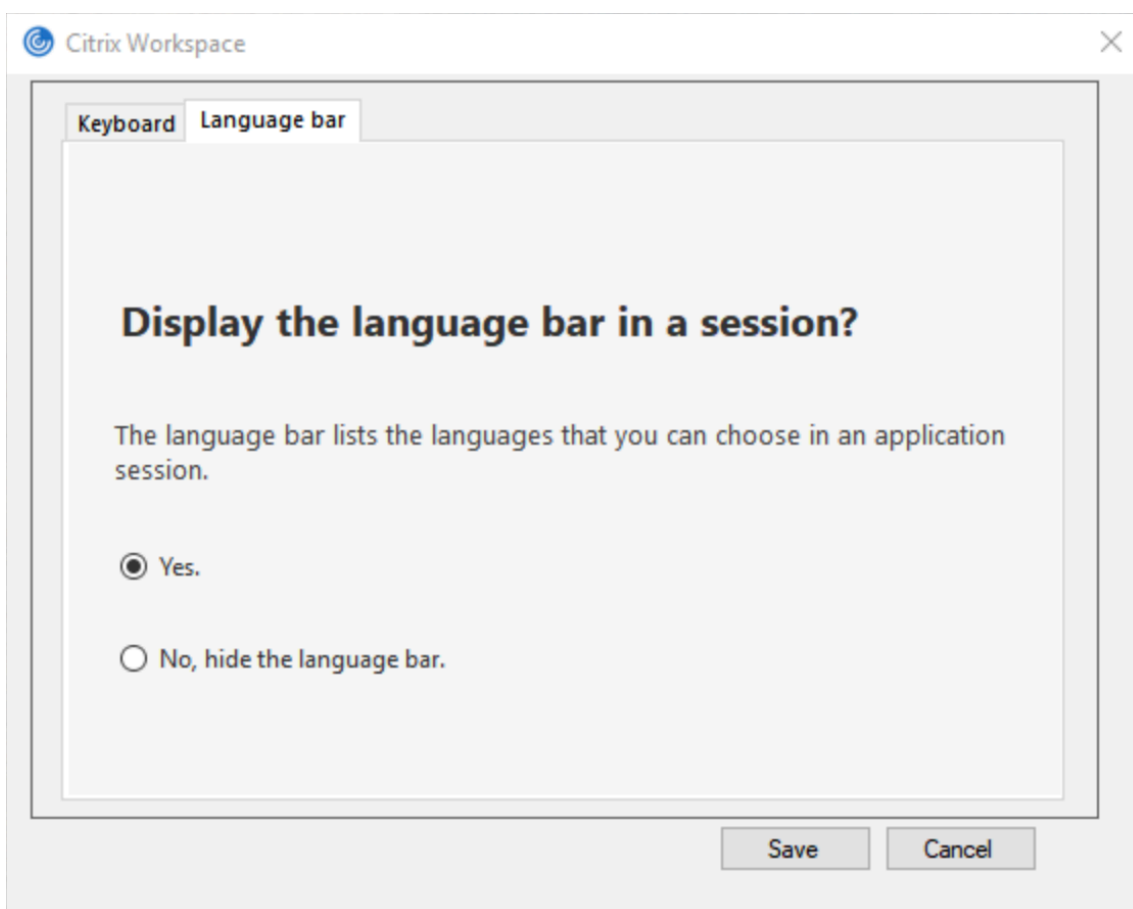 Citrix Workspace
Keyboard
Language bar
Display the language bar in a session?
The language bar lists the languages that you can choose in an application
session.
Yes.
No, hide the language bar.
Save
Cancel